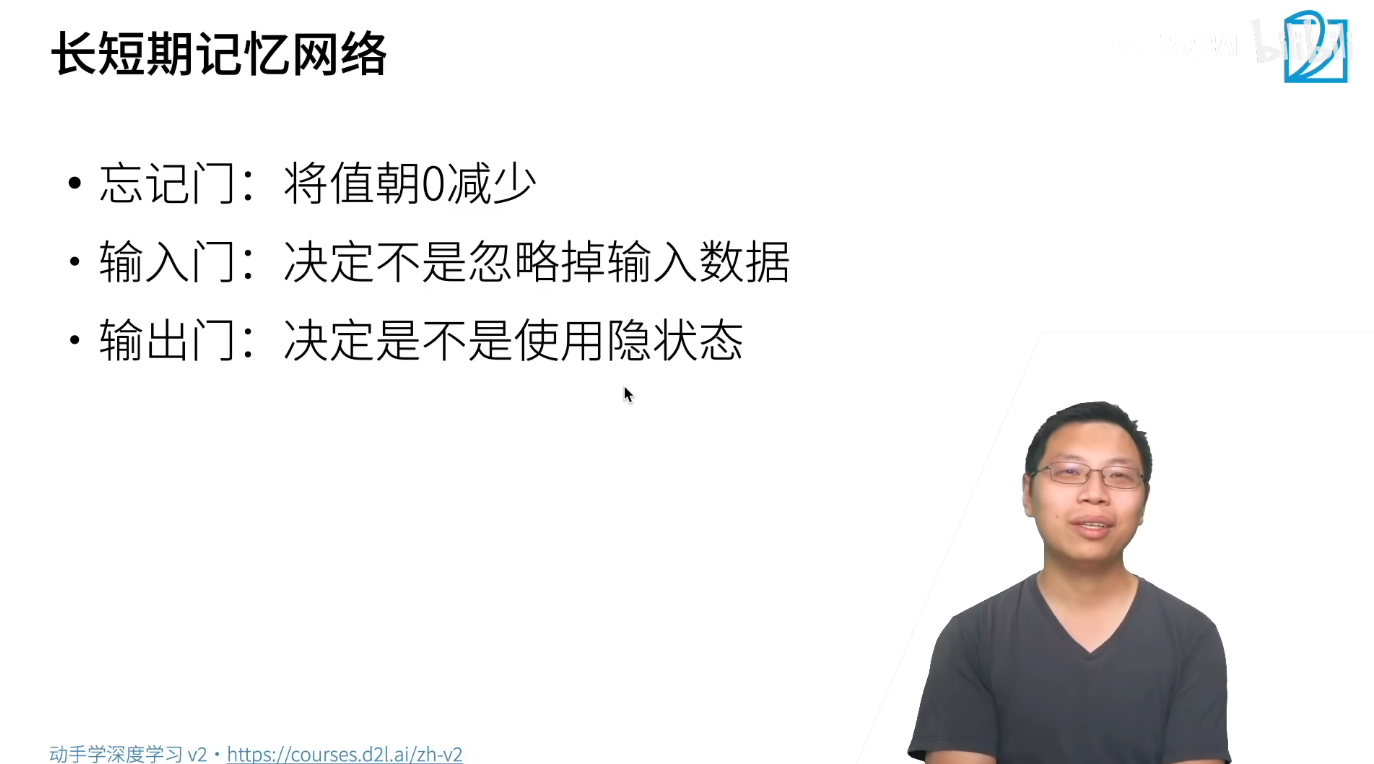 长短期记忆网络
• 忘记门：将值朝0减少
• 输入门：决定不是忽略掉输入数据
• 输出门：决定是不是使用隐状态
动手学深度学习 v2 • https://courses.d2l.ai/zh-v2